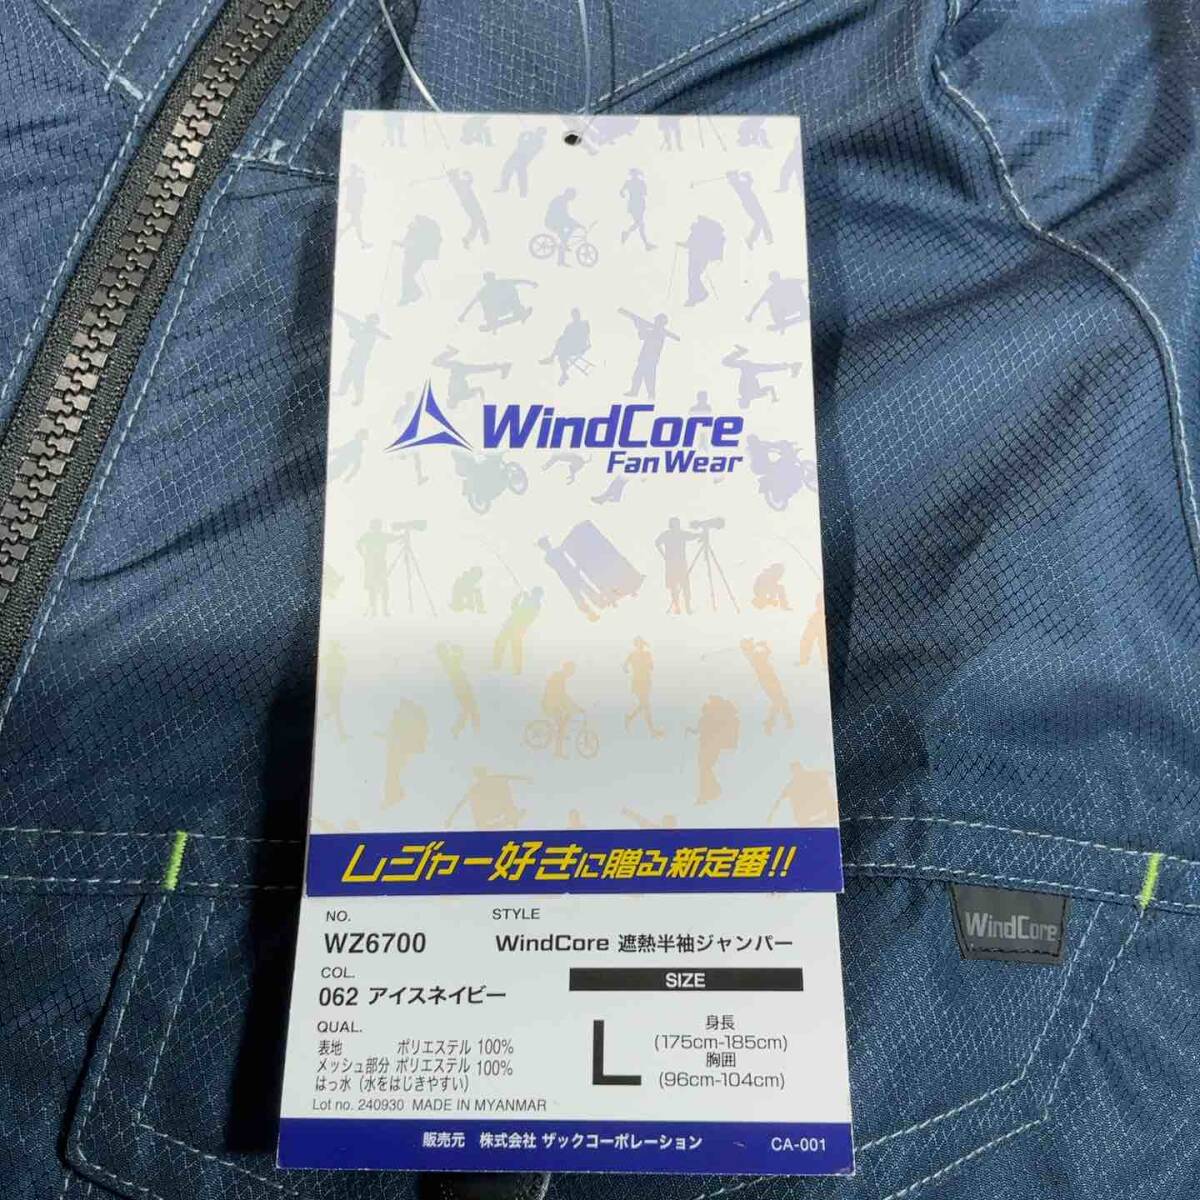 WindCore
Fan Wear
レジャー好きに贈る新定番!!
NO.
WZ6700
STYLE
WindCore 遮熱半袖ジャンパー
COL.
062 アイスネイビー
SIZE
L
身長
(175cm-185cm)
胸囲
(96cm-104cm)
QUAL.
表地 ポリエステル 100%
メッシュ部分 ポリエステル 100%
はっ水（水をはじきやすい）
Lot no. 240930 MADE IN MYANMAR
販売元 株式会社 ザックコーポレーション
CA-001
WindCore